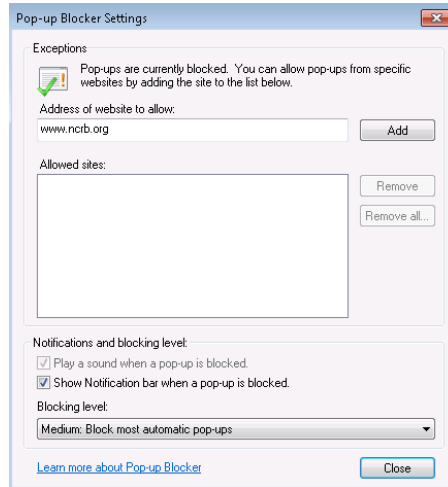 Pop-up Blocker Settings
Exceptions
Pop-ups are currently blocked. You can allow pop-ups from specific
websites by adding the site to the list below.
Address of website to allow:
www.ncrb.org
Add
Allowed sites:
Remove
Remove all...
Notifications and blocking level:
Play a sound when a pop-up is blocked.
Show Notification bar when a pop-up is blocked.
Blocking level:
Medium: Block most automatic pop-ups
Learn more about Pop-up Blocker
Close